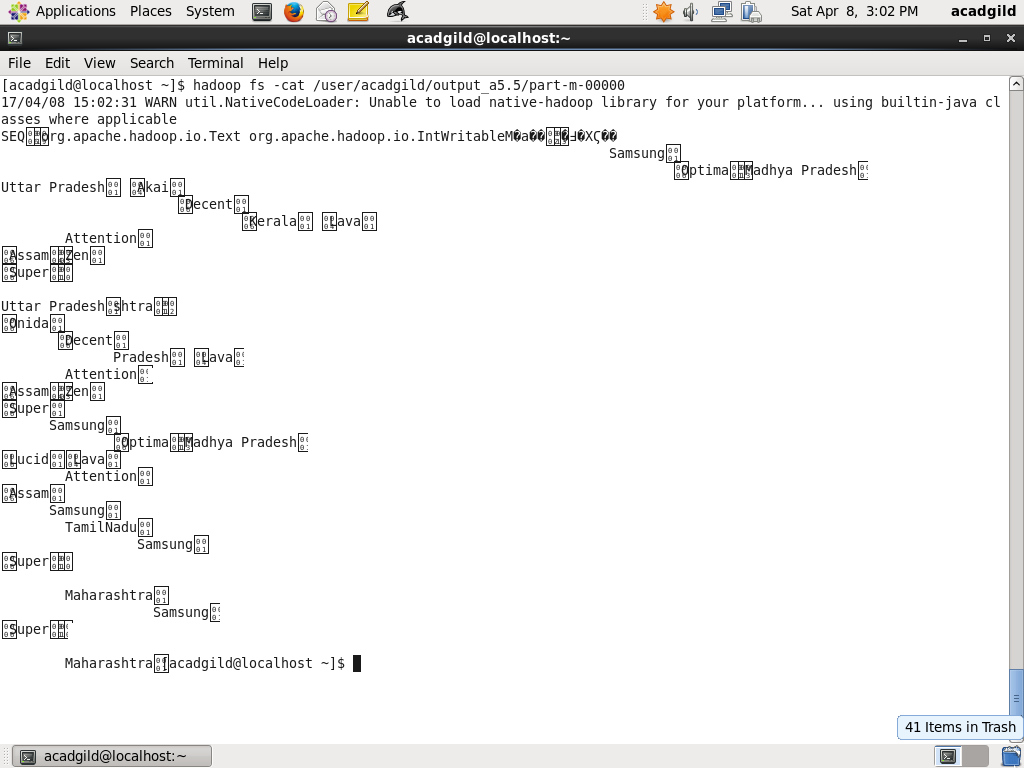 Applications Places System Sat Apr 8, 3:02 PM acadgild
acadgild@localhost:~
File Edit View Search Terminal Help
[acadgild@localhost ~]$ hadoop fs -cat /user/acadgild/output_a5.5/part-m-00000
17/04/08 15:02:31 WARN util.NativeCodeLoader: Unable to load native-hadoop library for your platform... using builtin-java cl
asses where applicable
SEQ org.apache.hadoop.io.Text org.apache.hadoop.io.IntWritable
Samsung
Optima Madhya Pradesh
Uttar Pradesh Akai
Decent
Kerala Lava
Attention
Assam Zen
Super
Uttar Pradesh shtra
Onida
Decent
Pradesh Lava
Attention
Assam Zen
Super
Samsung
Optima Madhya Pradesh
Lucid Lava
Attention
Assam
Samsung
TamilNadu
Samsung
Super
Maharashtra
Samsung
Super
Maharashtra [acadgild@localhost ~]$
41 Items in Trash
acadgild@localhost:~